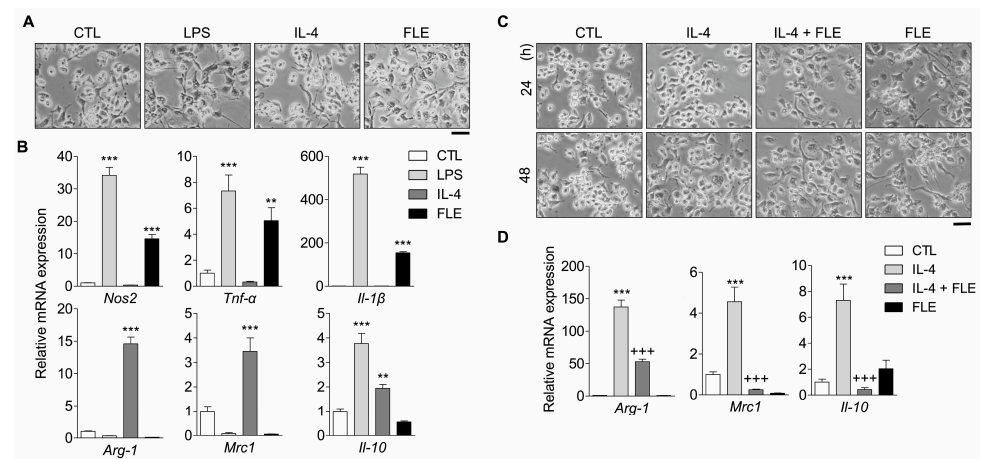 A
CTL LPS IL-4 FLE
B
Relative mRNA expression
40
30
20
10
0
***
***
Nos2
10
8
6
4
2
0
***
**
Tnf-α
600
400
200
0
***
***
Il-1β
CTL
LPS
IL-4
FLE
20
15
10
5
0
***
Arg-1
5
4
3
2
1
0
***
Mrc1
5
4
3
2
1
0
***
**
Il-10
C
(h) CTL IL-4 IL-4 + FLE FLE
24
48
D
Relative mRNA expression
200
150
100
50
0
***
+++
Arg-1
6
4
2
0
***
+++
Mrc1
10
8
6
4
2
0
***
+++
Il-10
CTL
IL-4
IL-4 + FLE
FLE